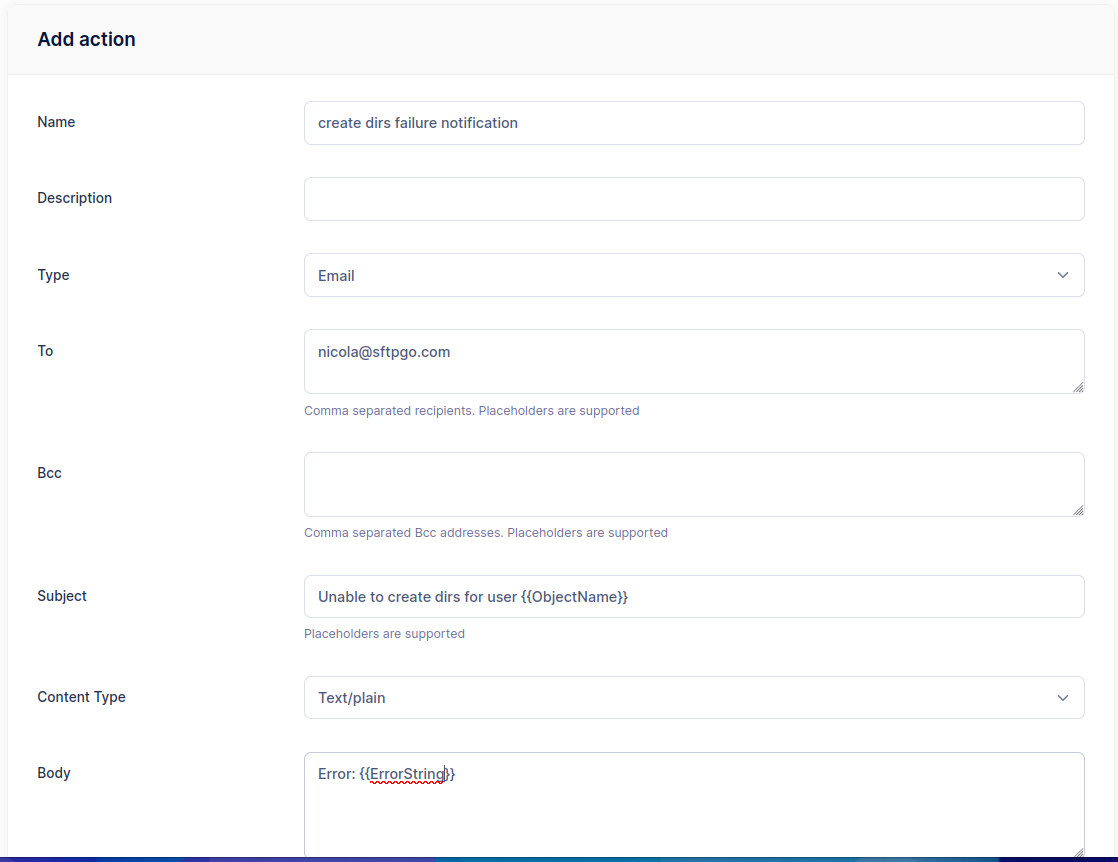 Add action
Name
create dirs failure notification
Description
Type
Email
To
nicola@sftpgo.com
Comma separated recipients. Placeholders are supported
Bcc
Comma separated Bcc addresses. Placeholders are supported
Subject
Unable to create dirs for user {{ObjectName}}
Placeholders are supported
Content Type
Text/plain
Body
Error: {{ErrorString}}